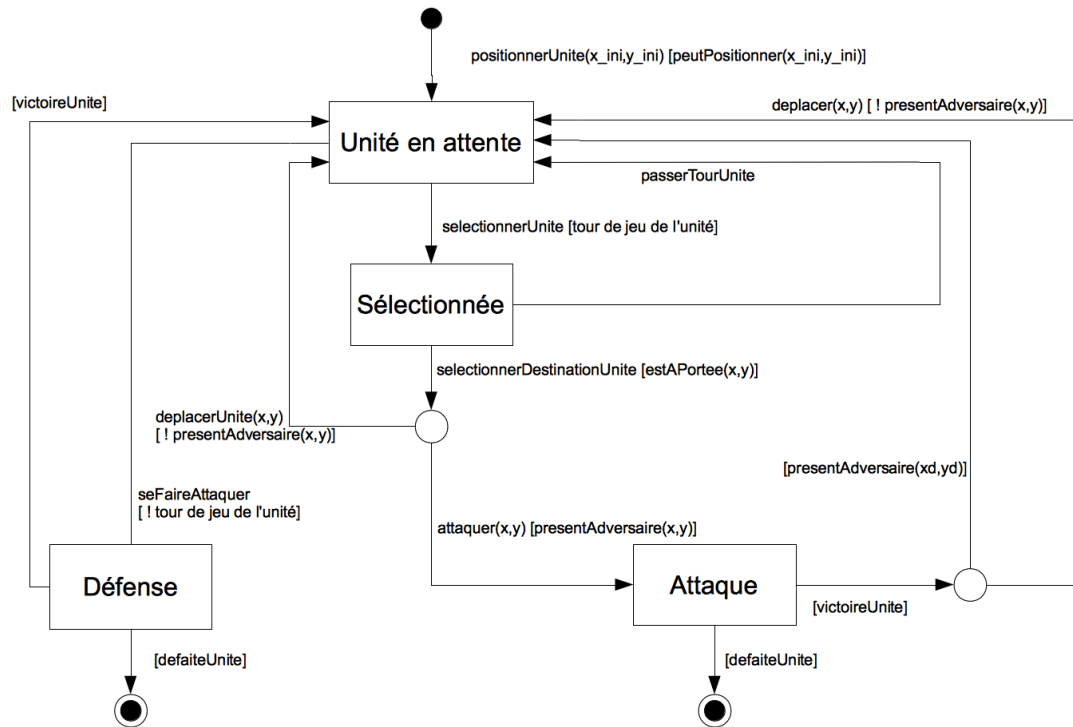 positionnerUnite(x_ini,y_ini) [peutPositionner(x_ini,y_ini)]
[victoireUnite]
deplacer(x,y) [ ! presentAdversaire(x,y)]
Unité en attente
passerTourUnite
selectionnerUnite [tour de jeu de l'unité]
Sélectionnée
selectionnerDestinationUnite [estAPortee(x,y)]
deplacerUnite(x,y)
[ ! presentAdversaire(x,y)]
[presentAdversaire(xd,yd)]
seFaireAttaquer
[ ! tour de jeu de l'unité]
attaquer(x,y) [presentAdversaire(x,y)]
Défense
Attaque
[victoireUnite]
[defaiteUnite]
[defaiteUnite]